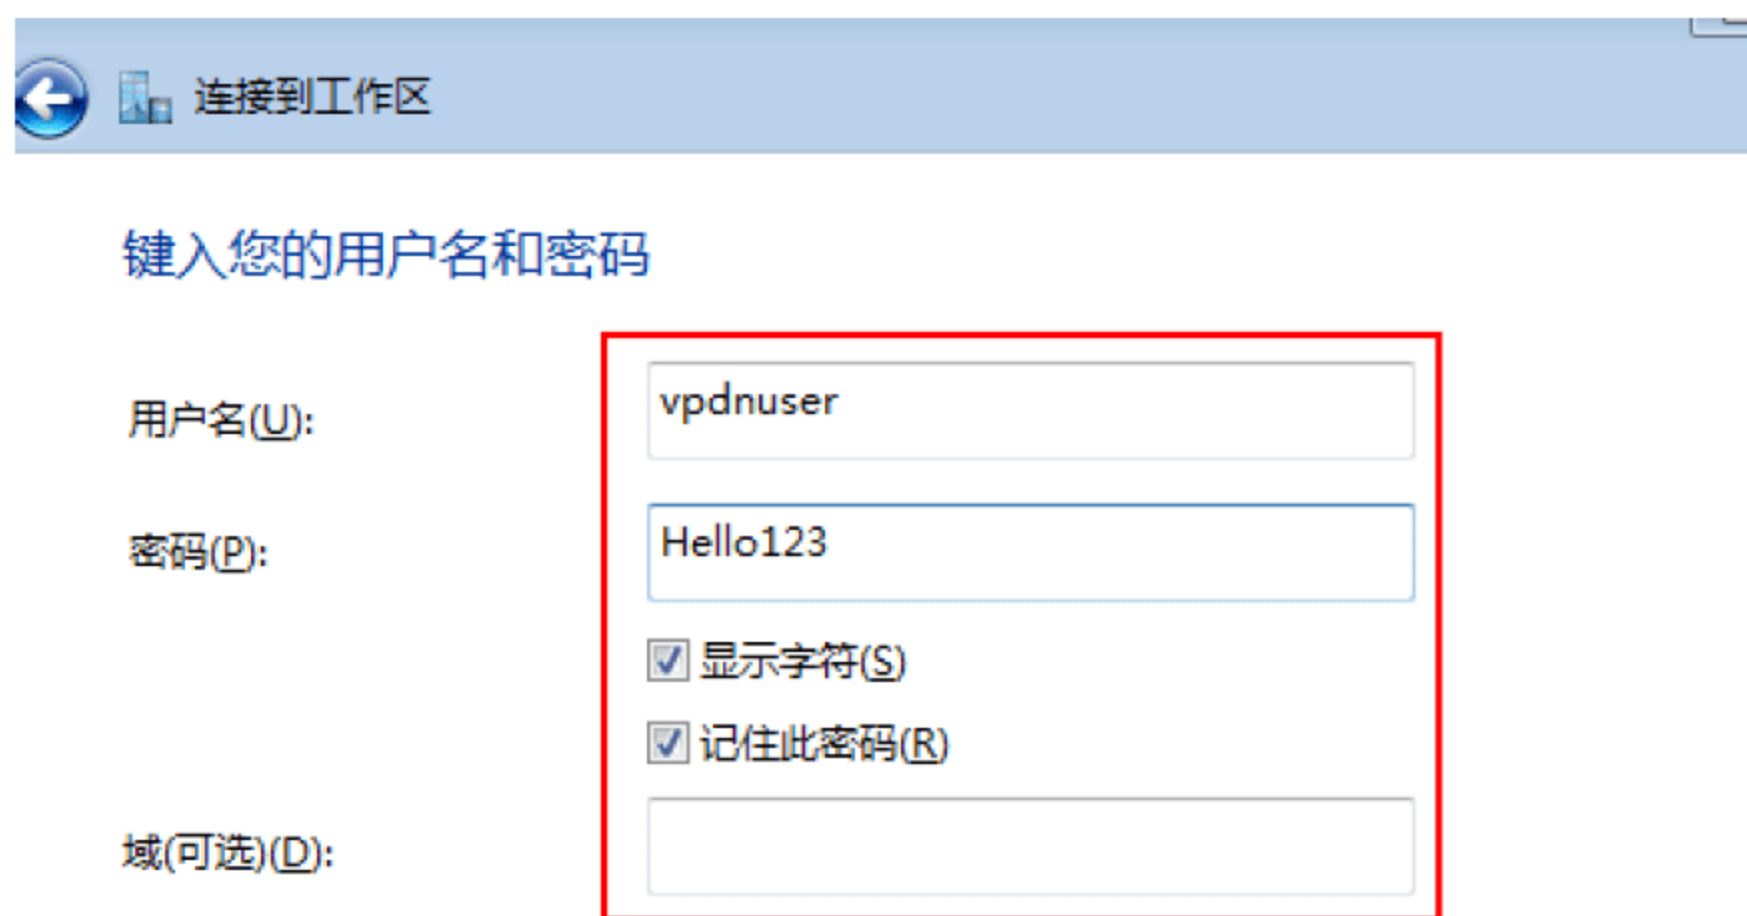 连接到工作区
键入您的用户名和密码
用户名(U): vpdnuser
密码(P): Hello123
显示字符(S)
记住此密码(R)
域(可选)(D):